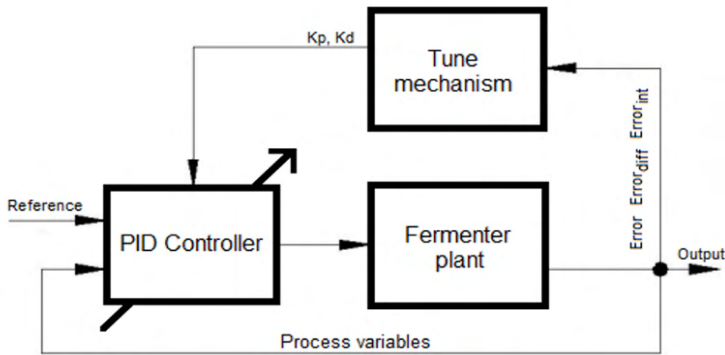 Kp, Kd
Tune
mechanism
Error Error_diff Error_int
Reference
PID Controller
Fermenter
plant
Output
Process variables